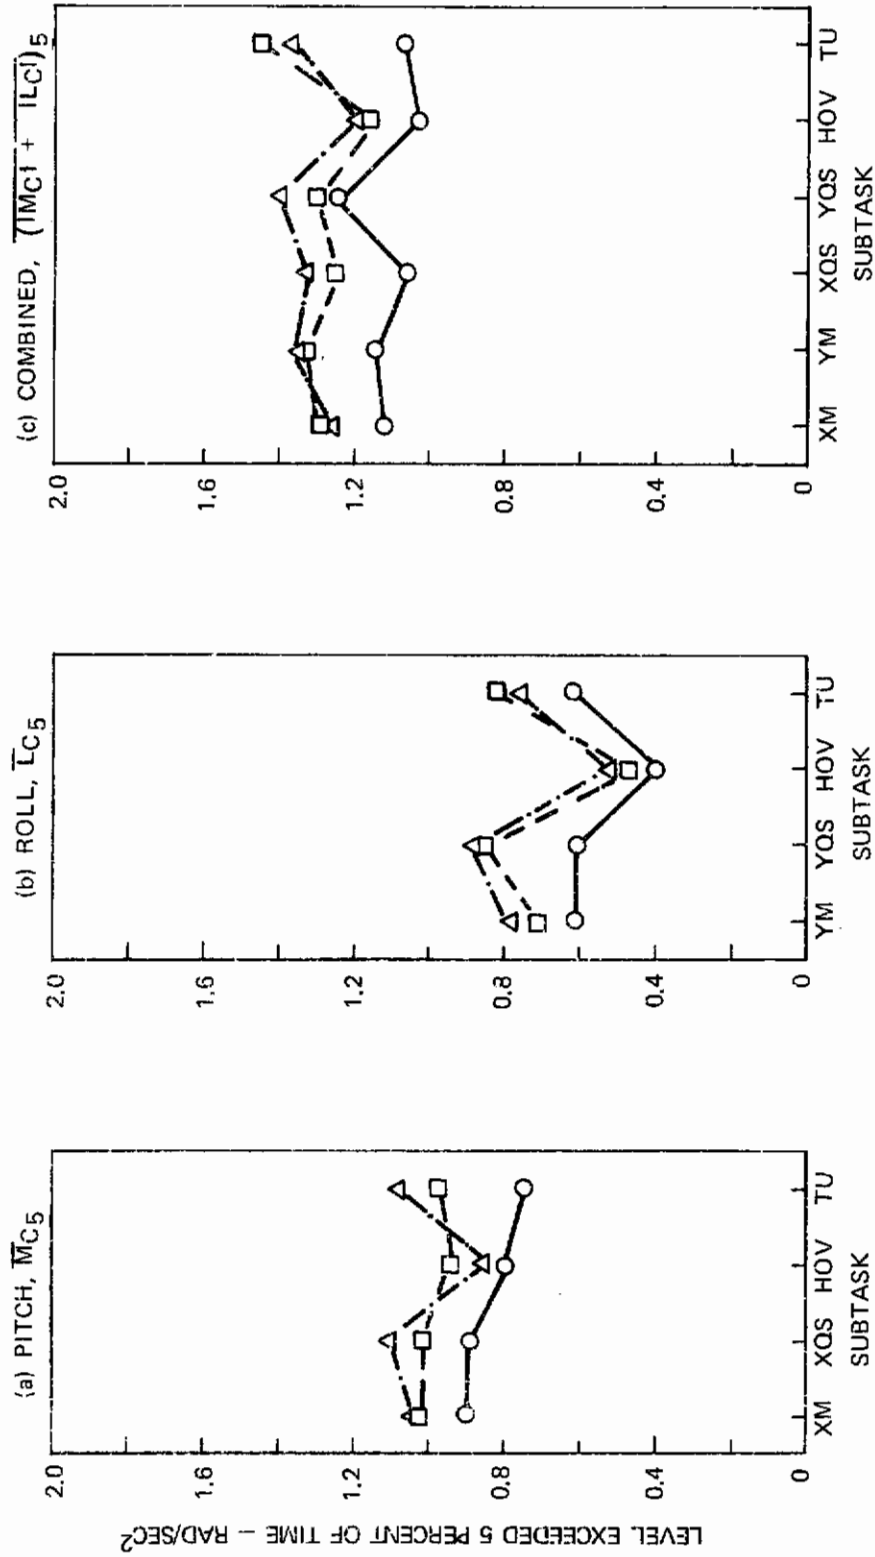 (a) PITCH, M̅C5
LEVEL EXCEEDED 5 PERCENT OF TIME – RAD/SEC²
2.0
1.6
1.2
0.8
0.4
0
XM XQS HOV TU
SUBTASK
(b) ROLL, L̅C5
2.0
1.6
1.2
0.8
0.4
0
YM YQS HOV TU
SUBTASK
(c) COMBINED, (|MC| + |LC|)5
2.0
1.6
1.2
0.8
0.4
0
XM YM XQS YQS HOV TU
SUBTASK